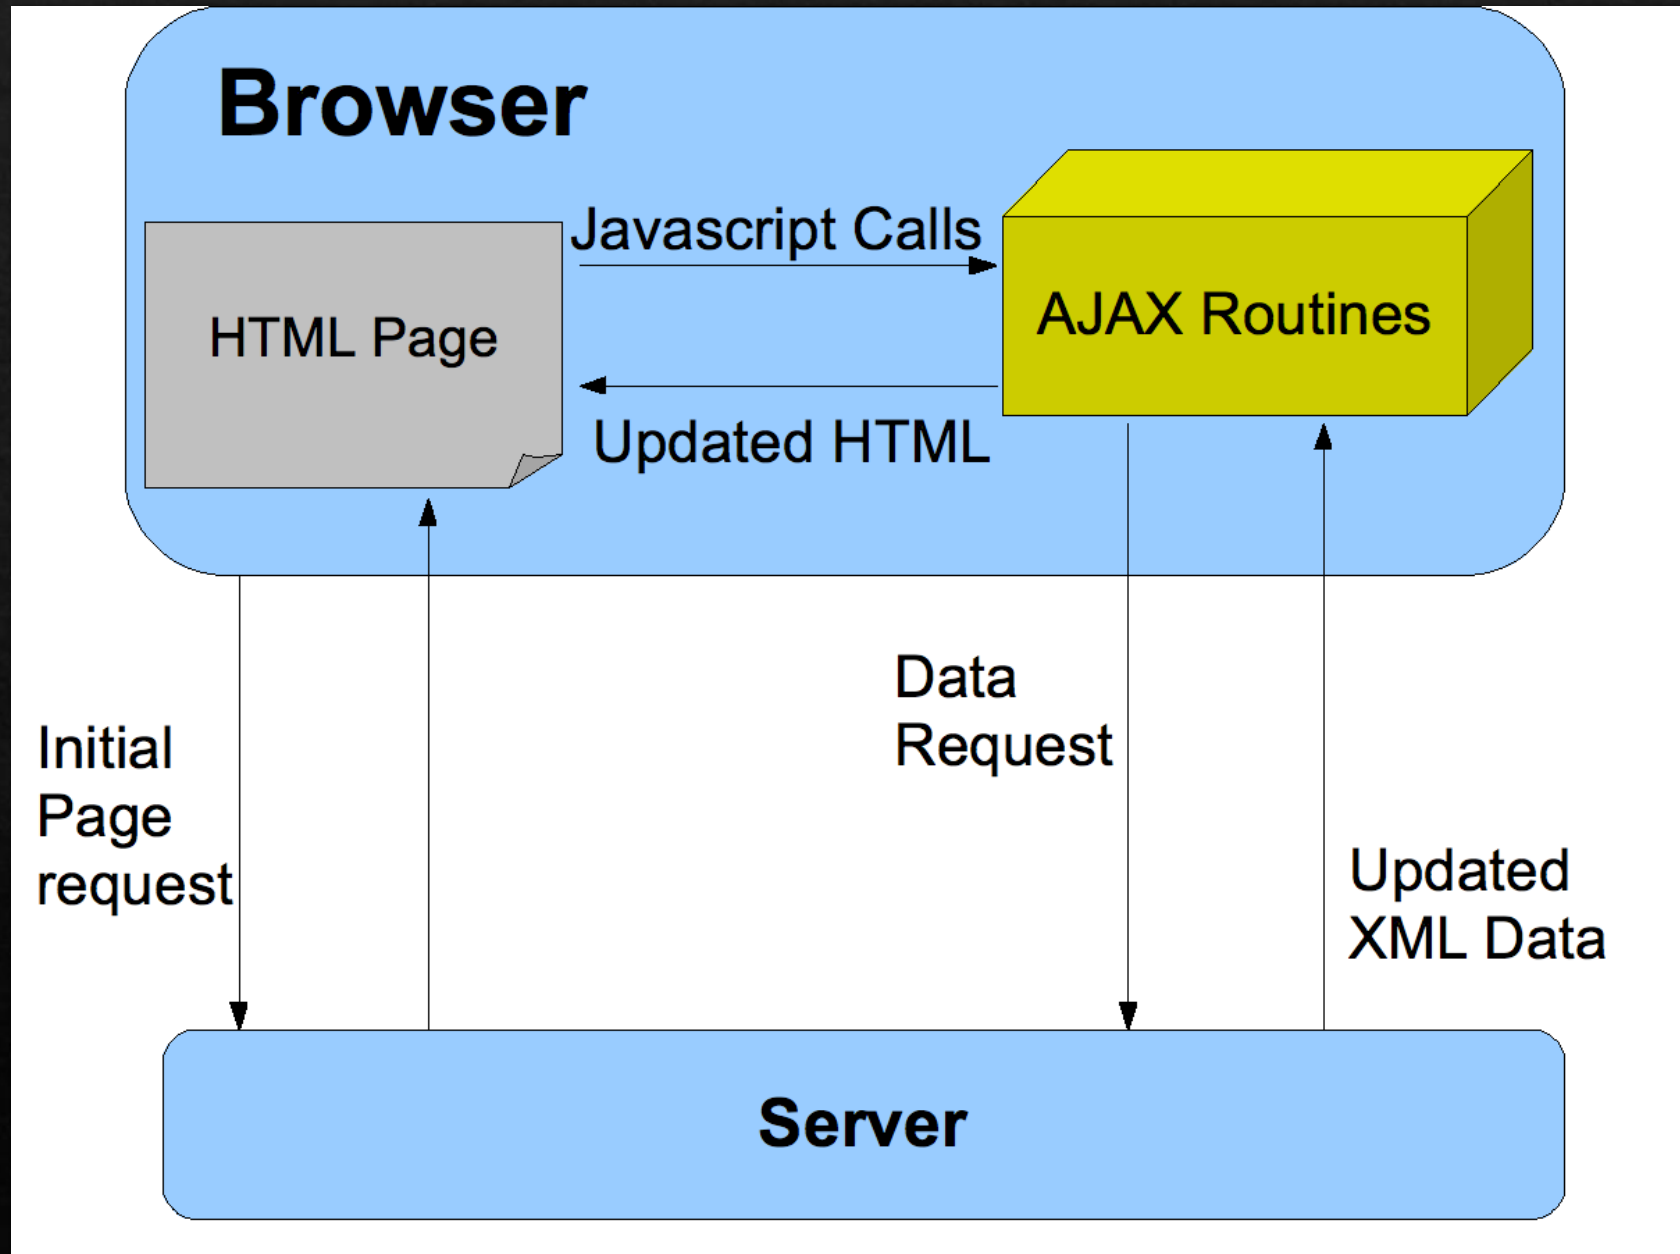 Browser
Javascript Calls
HTML Page
AJAX Routines
Updated HTML
Initial
Page
request
Data
Request
Updated
XML Data
Server